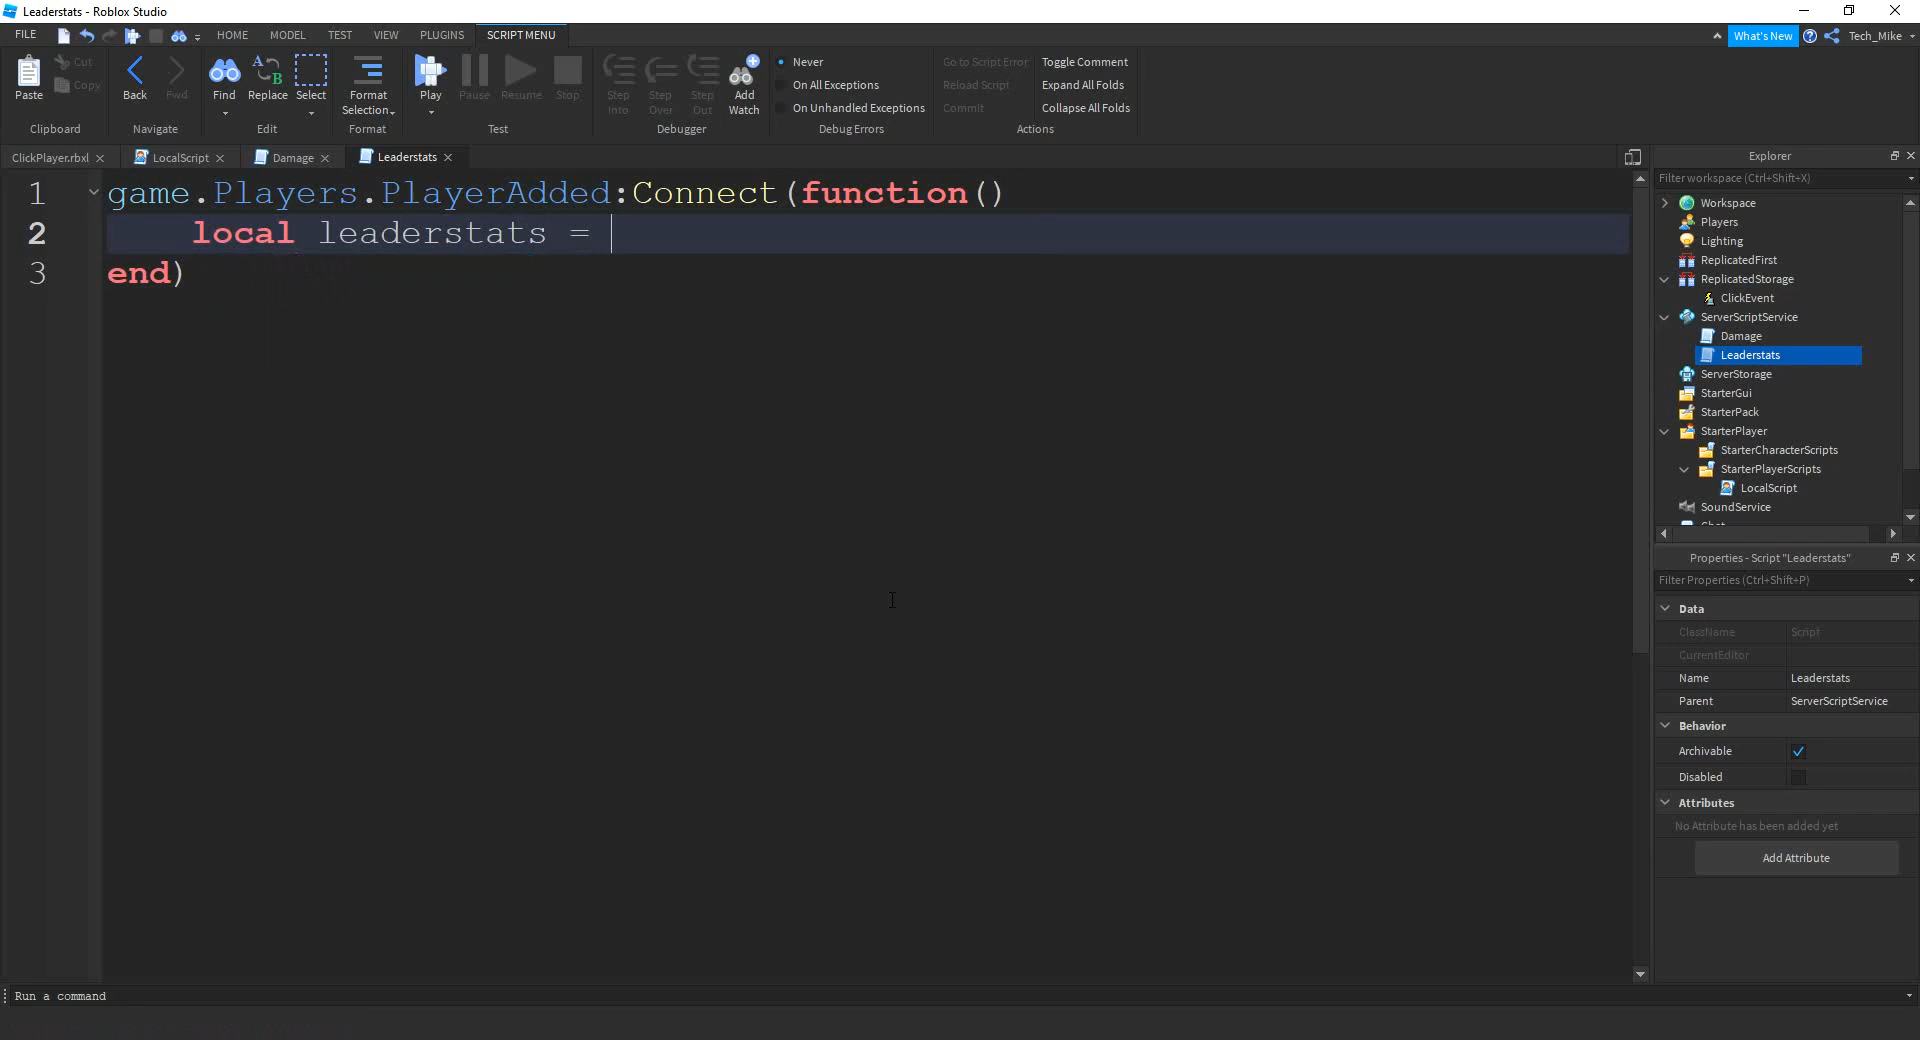 Leaderstats - Roblox Studio
FILE HOME MODEL TEST VIEW PLUGINS SCRIPT MENU What's New Tech_Mike
Paste Cut Copy
Clipboard
Back Fwd
Navigate
Find Replace Select
Edit
Format Selection
Format
Play Pause Resume Stop
Test
Step Into Step Over Step Out Add Watch
Debugger
Never
On All Exceptions
On Unhandled Exceptions
Debug Errors
Go to Script Error
Reload Script
Commit
Toggle Comment
Expand All Folds
Collapse All Folds
Actions
ClickPlayer.rbxl LocalScript Damage Leaderstats
1 game.Players.PlayerAdded:Connect(function()
2 local leaderstats =
3 end)
Explorer
Filter workspace (Ctrl+Shift+X)
Workspace
Players
Lighting
ReplicatedFirst
ReplicatedStorage
ClickEvent
ServerScriptService
Damage
Leaderstats
ServerStorage
StarterGui
StarterPack
StarterPlayer
StarterCharacterScripts
StarterPlayerScripts
LocalScript
SoundService
Properties - Script "Leaderstats"
Filter Properties (Ctrl+Shift+P)
Data
ClassName Script
CurrentEditor
Name Leaderstats
Parent ServerScriptService
Behavior
Archivable
Disabled
Attributes
No Attribute has been added yet
Add Attribute
Run a command